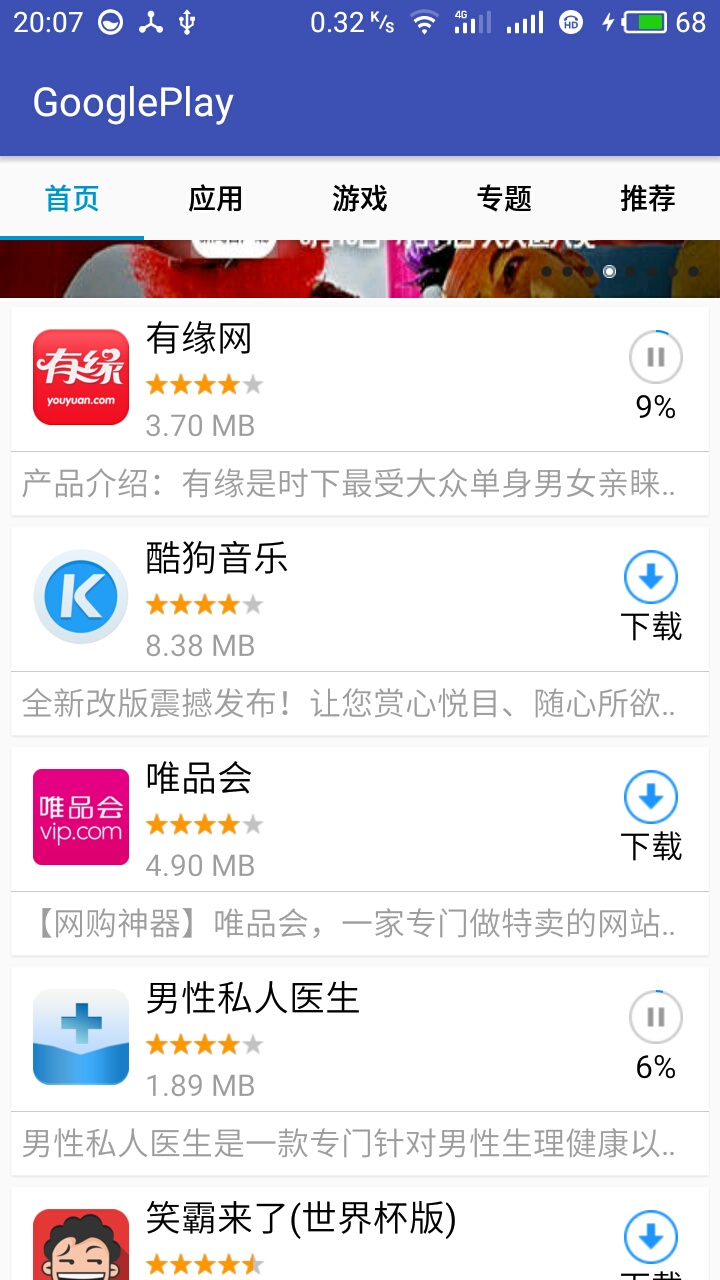 20:07 0.32 K/s 4G HD 68
GooglePlay
首页 应用 游戏 专题 推荐
有缘网
有缘
youyuan.com
3.70 MB
9%
产品介绍：有缘是时下最受大众单身男女亲睐..
酷狗音乐
K
8.38 MB
下载
全新改版震撼发布！让您赏心悦目、随心所欲..
唯品会
唯品会
vip.com
4.90 MB
下载
【网购神器】唯品会，一家专门做特卖的网站..
男性私人医生
1.89 MB
6%
男性私人医生是一款专门针对男性生理健康以..
笑霸来了(世界杯版)
下载